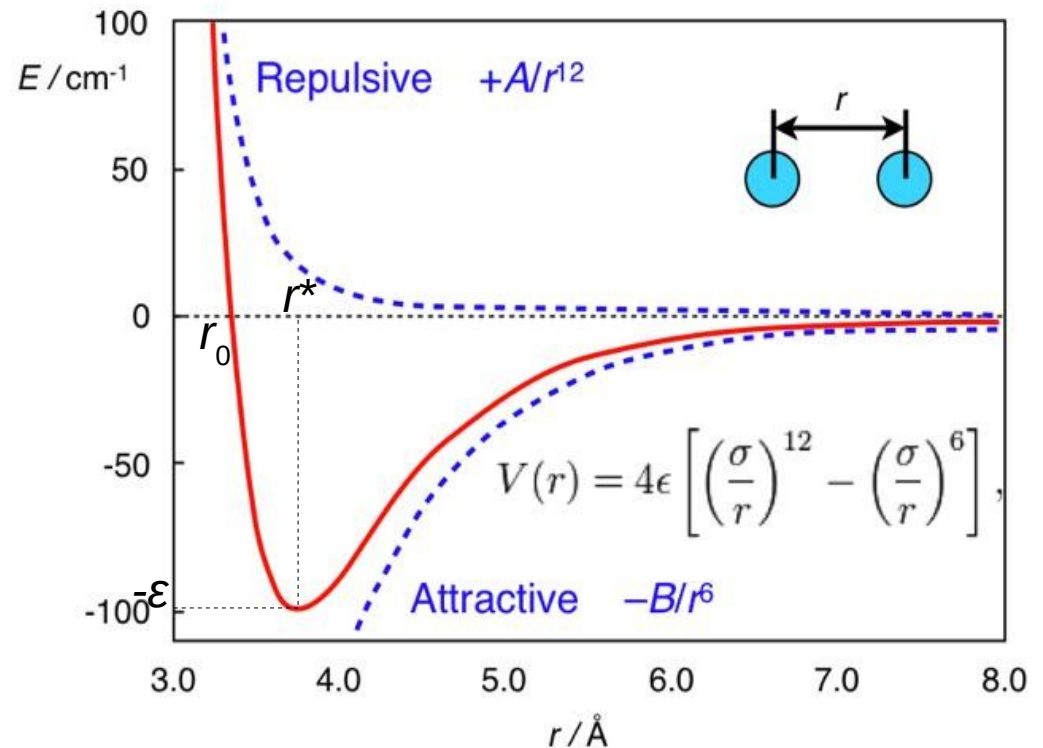 100
E / cm-1
Repulsive +A/r12
r
50
r*
0
r0
-50
V(r) = 4ϵ [(σ/r)^12 − (σ/r)^6] ,
-ε
-100
Attractive –B/r6
3.0 4.0 5.0 6.0 7.0 8.0
r / Å